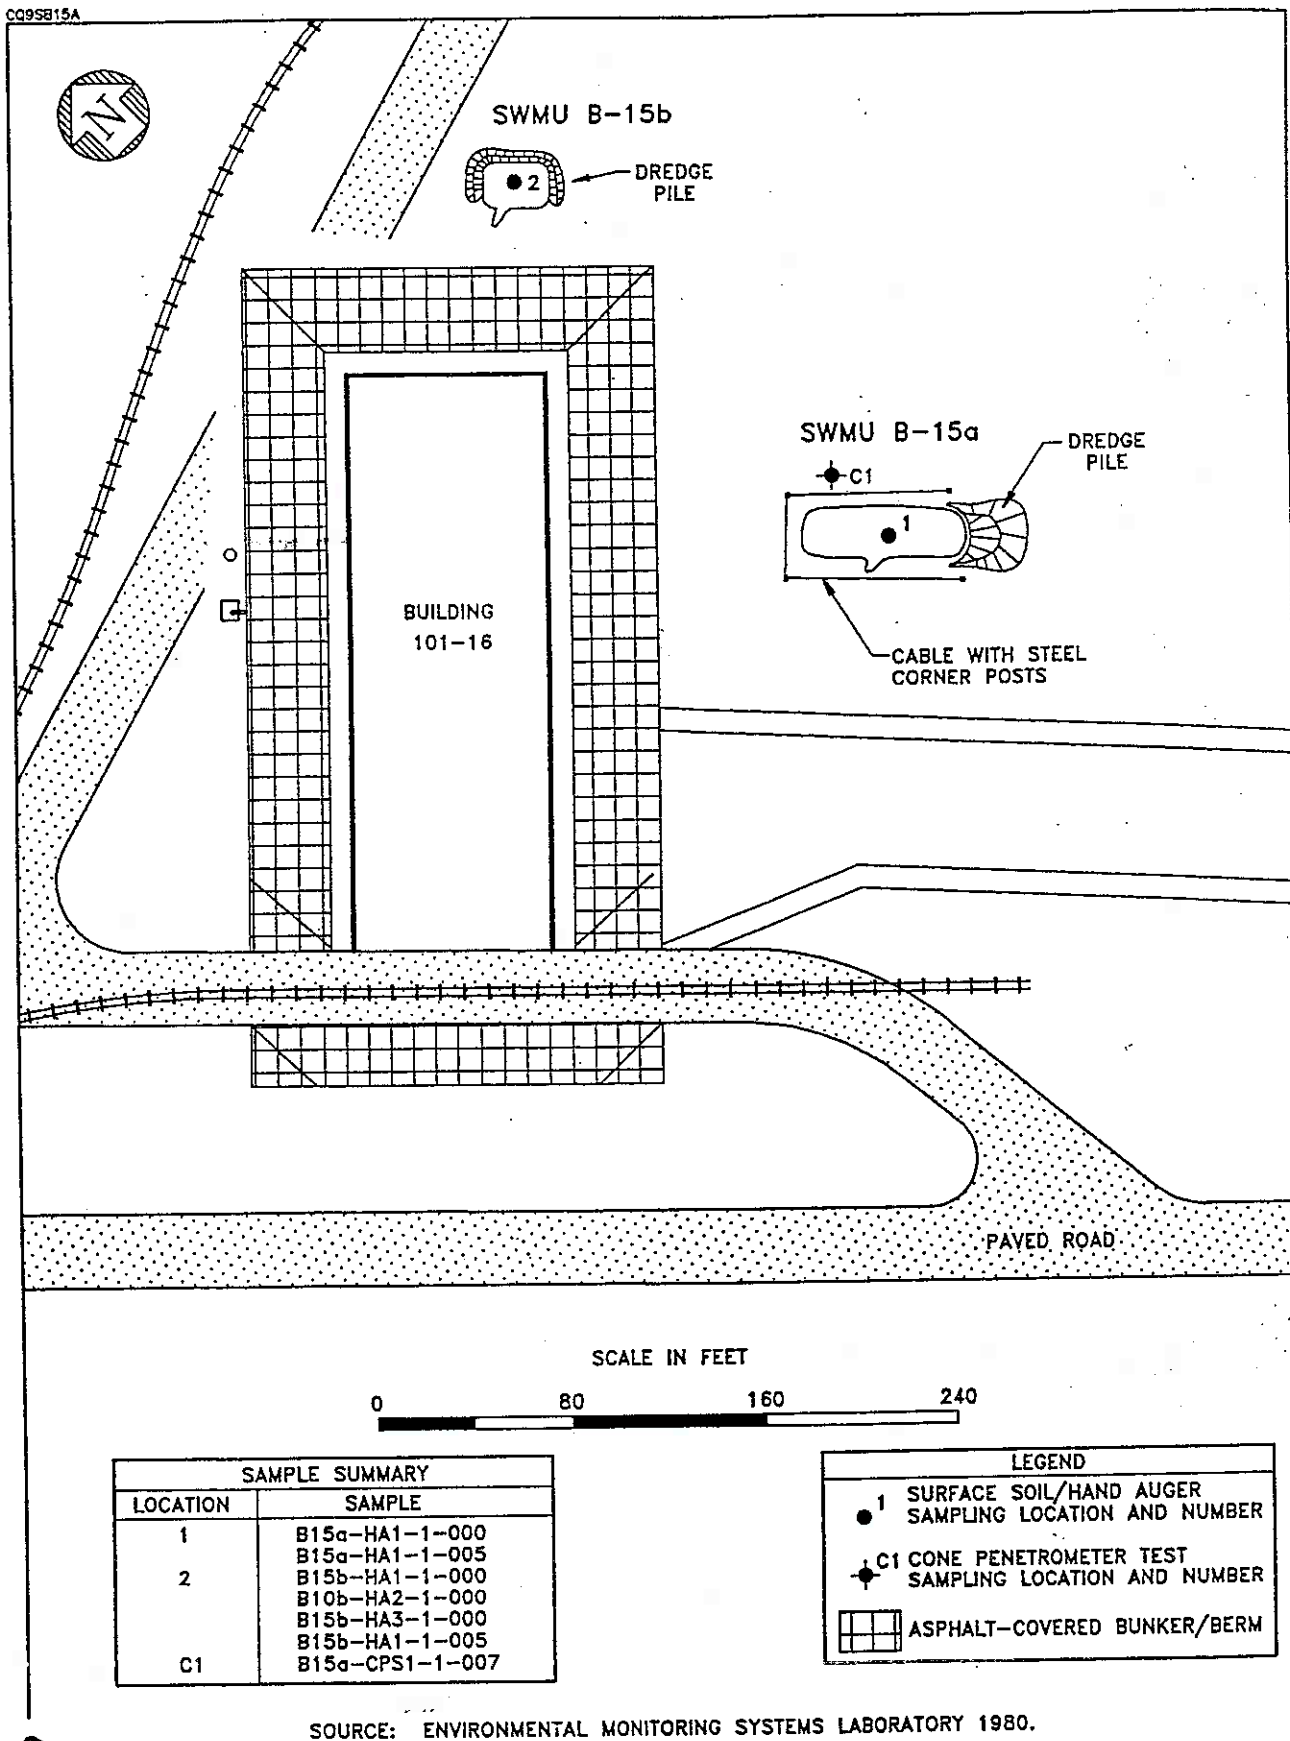 CQ9SB15A
N
SWMU B-15b
2
DREDGE
PILE
SWMU B-15a
DREDGE
PILE
C1
1
BUILDING
101-16
CABLE WITH STEEL
CORNER POSTS
PAVED ROAD
SCALE IN FEET
0 80 160 240
SAMPLE SUMMARY
LOCATION SAMPLE
1 B15a-HA1-1-000
B15a-HA1-1-005
2 B15b-HA1-1-000
B10b-HA2-1-000
B15b-HA3-1-000
B15b-HA1-1-005
C1 B15a-CPS1-1-007
LEGEND
1 SURFACE SOIL/HAND AUGER
SAMPLING LOCATION AND NUMBER
C1 CONE PENETROMETER TEST
SAMPLING LOCATION AND NUMBER
ASPHALT-COVERED BUNKER/BERM
SOURCE: ENVIRONMENTAL MONITORING SYSTEMS LABORATORY 1980.